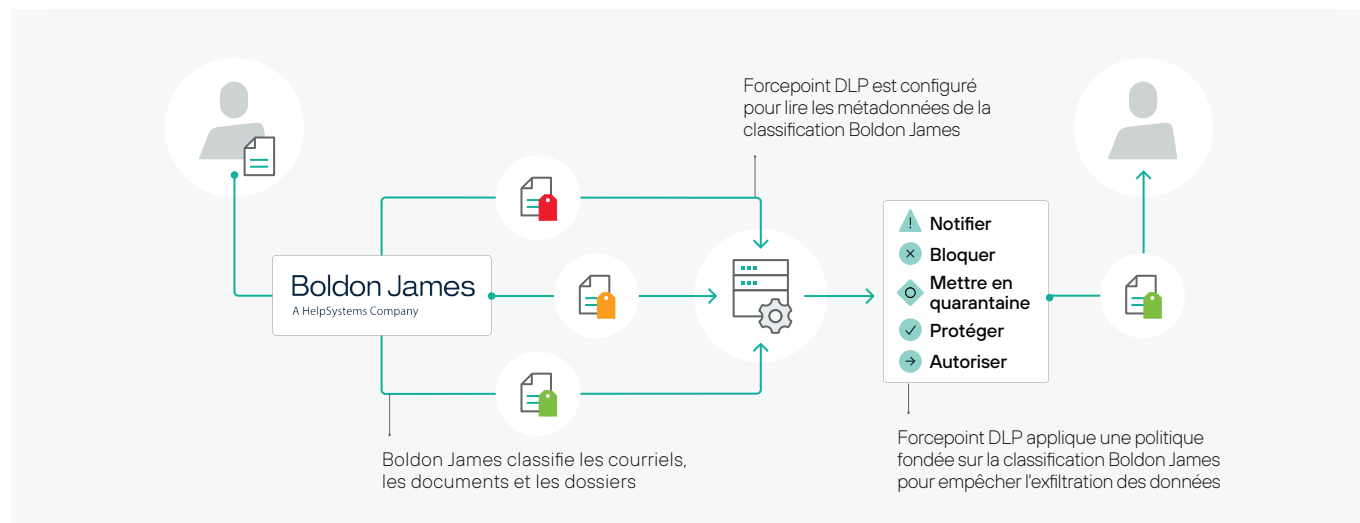 Forcepoint DLP est configuré
pour lire les métadonnées de la
classification Boldon James
Boldon James
A HelpSystems Company
Notifier
Bloquer
Mettre en
quarantaine
Protéger
Autoriser
Boldon James classifie les courriels,
les documents et les dossiers
Forcepoint DLP applique une politique
fondée sur la classification Boldon James
pour empêcher l'exfiltration des données